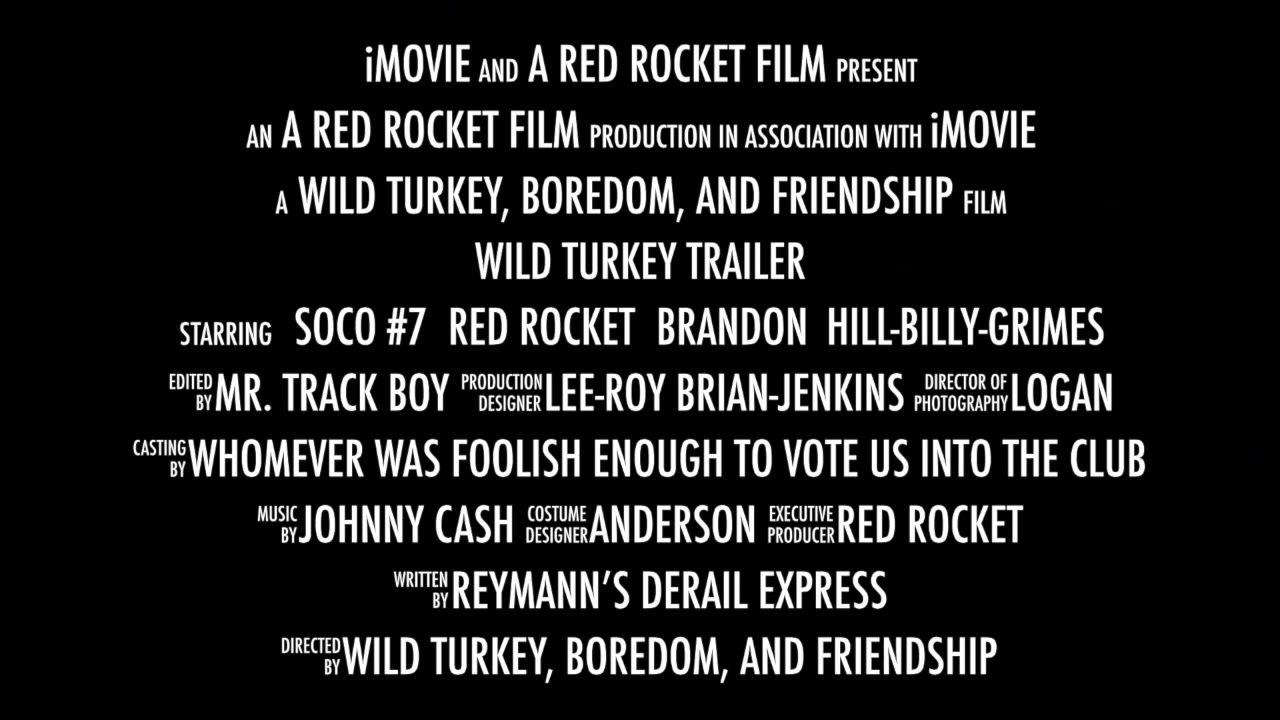 iMOVIE AND A RED ROCKET FILM PRESENT
AN A RED ROCKET FILM PRODUCTION IN ASSOCIATION WITH iMOVIE
A WILD TURKEY, BOREDOM, AND FRIENDSHIP FILM
WILD TURKEY TRAILER
STARRING SOCO #7 RED ROCKET BRANDON HILL-BILLY-GRIMES
EDITED BY MR. TRACK BOY PRODUCTION DESIGNER LEE-ROY BRIAN-JENKINS DIRECTOR OF PHOTOGRAPHY LOGAN
CASTING BY WHOMEVER WAS FOOLISH ENOUGH TO VOTE US INTO THE CLUB
MUSIC BY JOHNNY CASH COSTUME DESIGNER ANDERSON EXECUTIVE PRODUCER RED ROCKET
WRITTEN BY REYMANN'S DERAIL EXPRESS
DIRECTED BY WILD TURKEY, BOREDOM, AND FRIENDSHIP